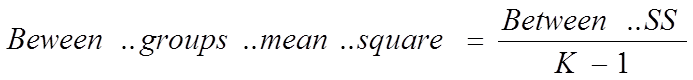 Beween ..groups ..mean ..square = Between ..SS / K − 1